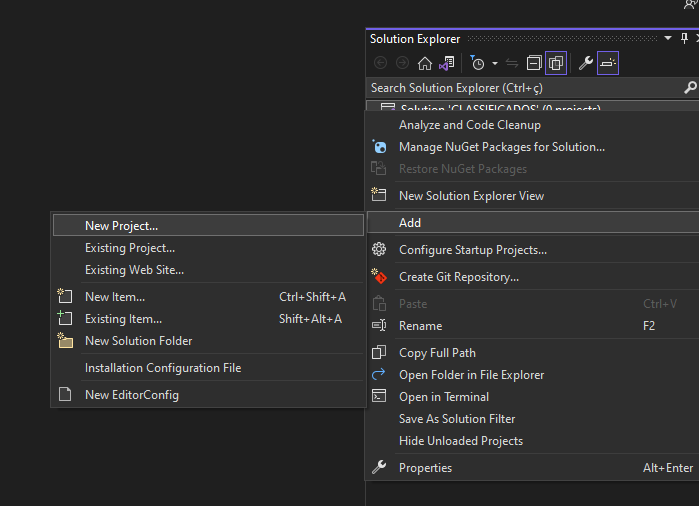 Solution Explorer
Search Solution Explorer (Ctrl+ç)
Solution 'CLASSIFICADOS' (0 projects)
Analyze and Code Cleanup
Manage NuGet Packages for Solution...
Restore NuGet Packages
New Solution Explorer View
Add
Configure Startup Projects...
Create Git Repository...
Paste Ctrl+V
Rename F2
Copy Full Path
Open Folder in File Explorer
Open in Terminal
Save As Solution Filter
Hide Unloaded Projects
Properties Alt+Enter
New Project...
Existing Project...
Existing Web Site...
New Item... Ctrl+Shift+A
Existing Item... Shift+Alt+A
New Solution Folder
Installation Configuration File
New EditorConfig